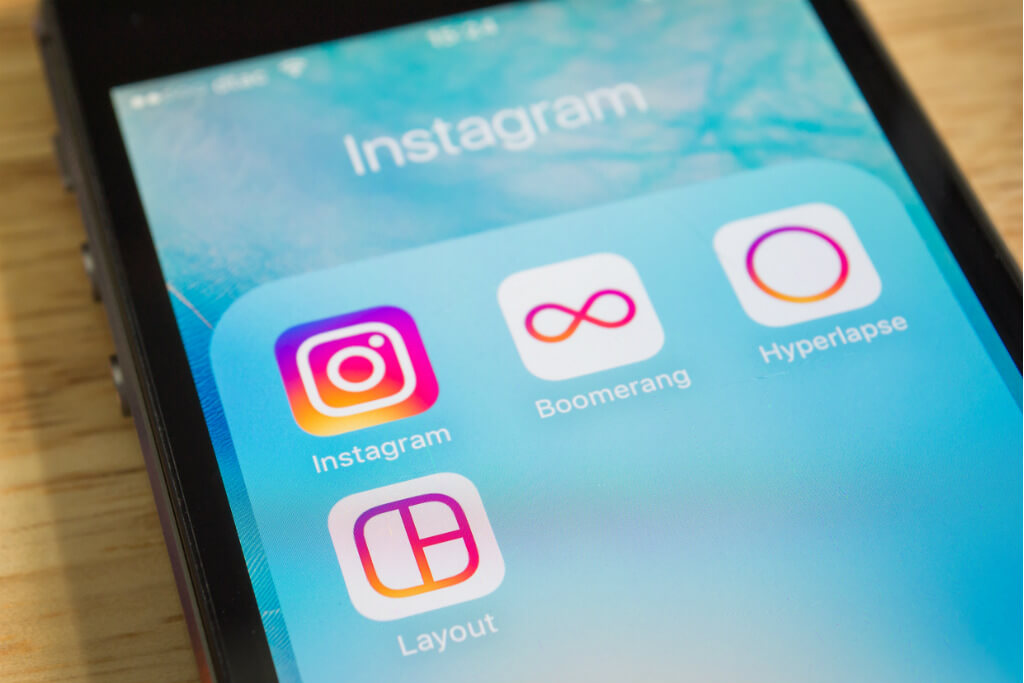 Instagram
Instagram
Boomerang
Hyperlapse
Layout